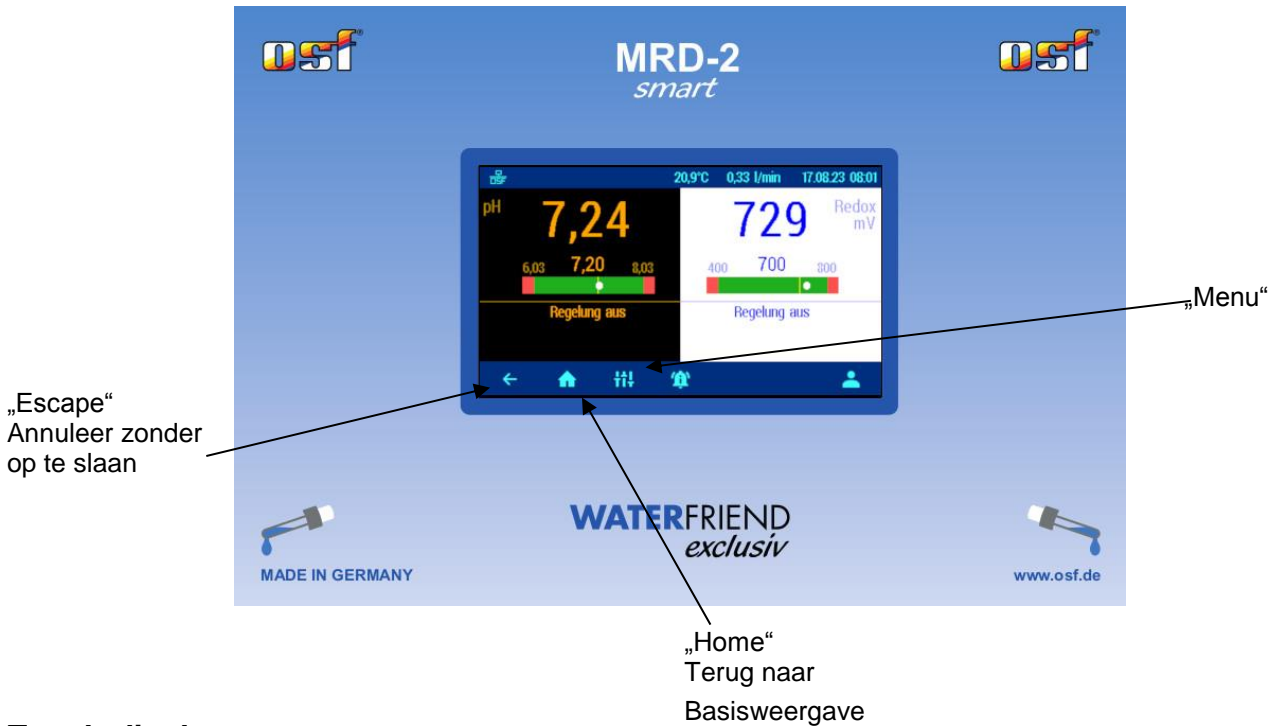 osf
MRD-2
osf
smart
20,9°C 0,33 l/min 17.08.23 08:01
pH 7,24
729 Redox
mV
6,03 7,20 8,03
400 700 800
Regelung aus
Regelung aus
„Menu“
„Escape“
Annuleer zonder
op te slaan
WATERFRIEND
exclusiv
MADE IN GERMANY
www.osf.de
„Home“
Terug naar
Basisweergave